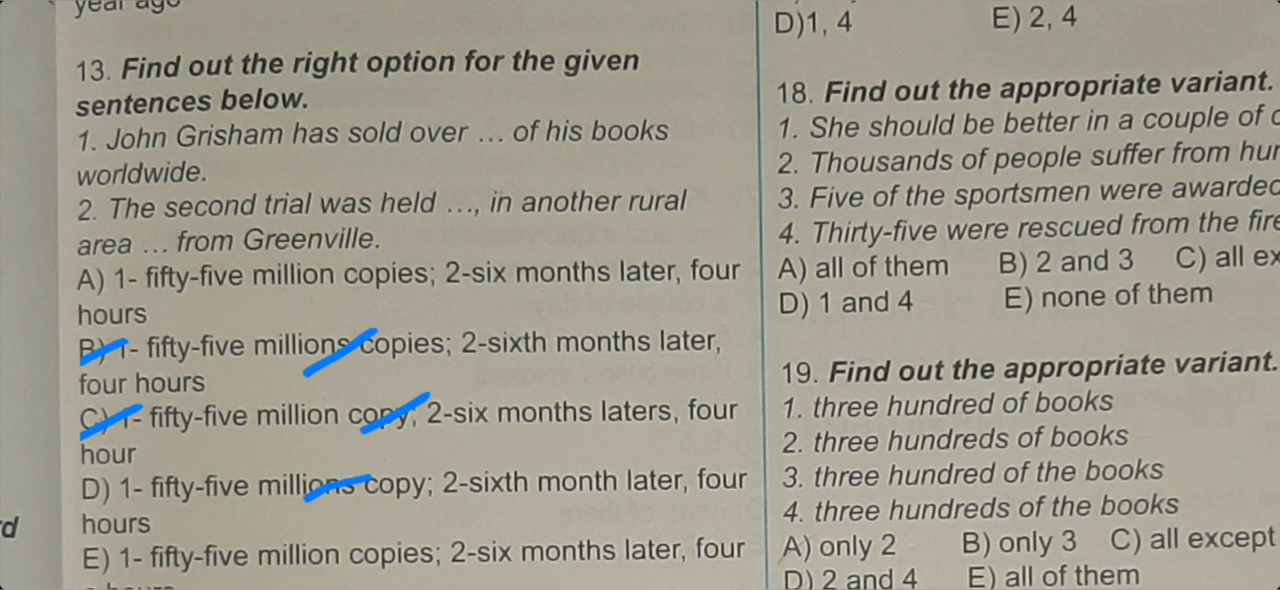 year ago
13. Find out the right option for the given
sentences below.
1. John Grisham has sold over ... of his books
worldwide.
2. The second trial was held ..., in another rural
area ... from Greenville.
A) 1- fifty-five million copies; 2-six months later, four
hours
B) 1- fifty-five millions copies; 2-sixth months later,
four hours
C) 1- fifty-five million copy; 2-six months laters, four
hour
D) 1- fifty-five millions copy; 2-sixth month later, four
hours
E) 1- fifty-five million copies; 2-six months later, four
D)1, 4 E) 2, 4
18. Find out the appropriate variant.
1. She should be better in a couple of
2. Thousands of people suffer from
3. Five of the sportsmen were
4. Thirty-five were rescued from the
A) all of them B) 2 and 3 C) all
D) 1 and 4 E) none of them
19. Find out the appropriate variant.
1. three hundred of books
2. three hundreds of books
3. three hundred of the books
4. three hundreds of the books
A) only 2 B) only 3 C) all except
D) 2 and 4 E) all of them